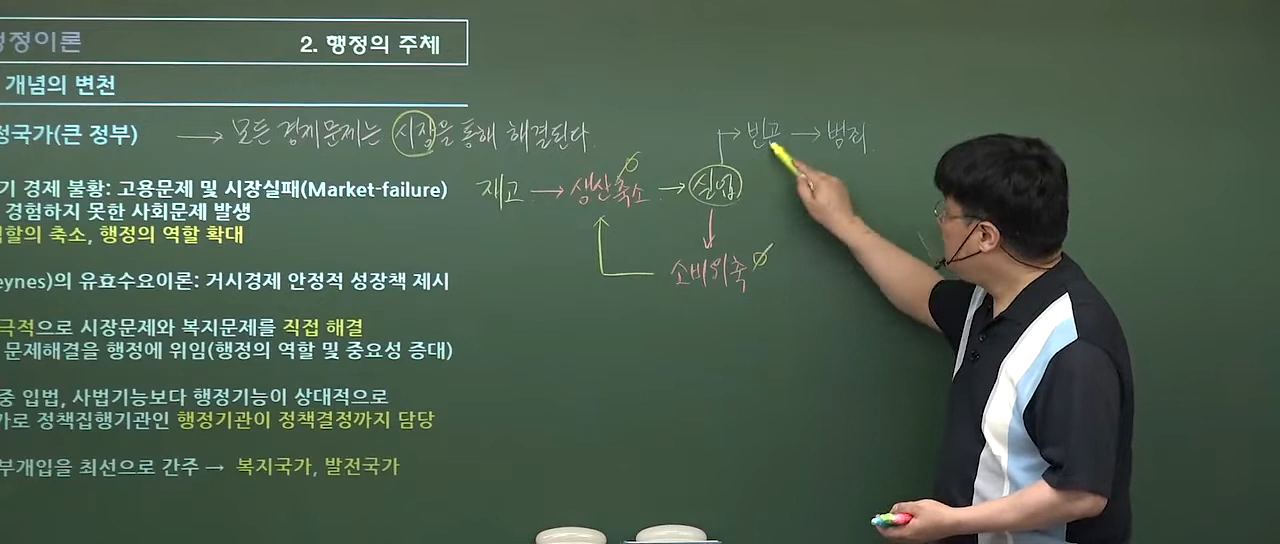 행정이론 2. 행정의 주체
개념의 변천
정국가(큰 정부) → 모든 경제문제는 시장을 통해 해결된다.
기 경제 불황: 고용문제 및 시장실패(Market-failure)
경험하지 못한 사회문제 발생
역할의 축소, 행정의 역할 확대
eynes)의 유효수요이론: 거시경제 안정적 성장책 제시
극적으로 시장문제와 복지문제를 직접 해결
문제해결을 행정에 위임(행정의 역할 및 중요성 증대)
중 입법, 사법기능보다 행정기능이 상대적으로
가로 정책집행기관인 행정기관이 정책결정까지 담당
부개입을 최선으로 간주 → 복지국가, 발전국가
→ 빈곤 → 범죄.
재고 → 생산축소 → 실업
소비위축